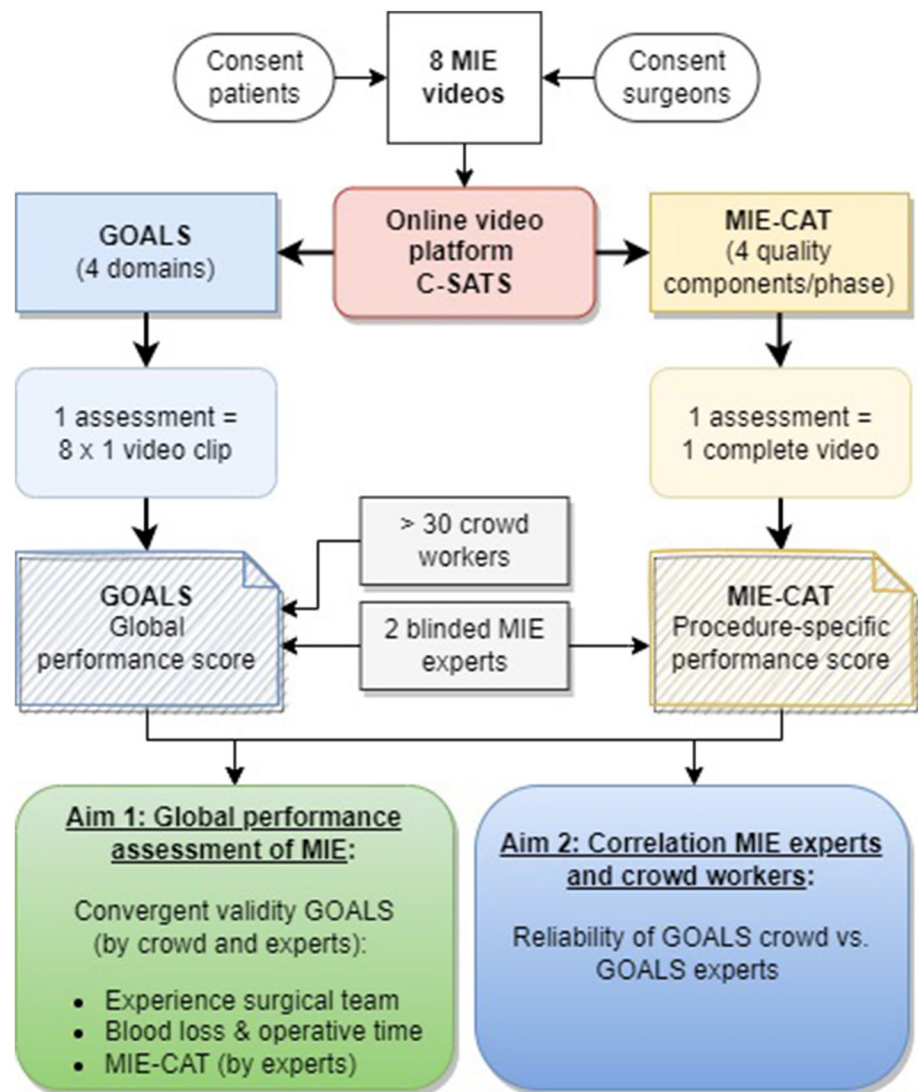 Consent
patients
8 MIE
videos
Consent
surgeons
GOALS
(4 domains)
Online video
platform
C-SATS
MIE-CAT
(4 quality
components/phase)
1 assessment =
8 x 1 video clip
1 assessment =
1 complete video
> 30 crowd
workers
GOALS
Global
performance score
2 blinded MIE
experts
MIE-CAT
Procedure-specific
performance score
Aim 1: Global performance
assessment of MIE:
Convergent validity GOALS
(by crowd and experts):
• Experience surgical team
• Blood loss & operative time
• MIE-CAT (by experts)
Aim 2: Correlation MIE experts
and crowd workers:
Reliability of GOALS crowd vs.
GOALS experts